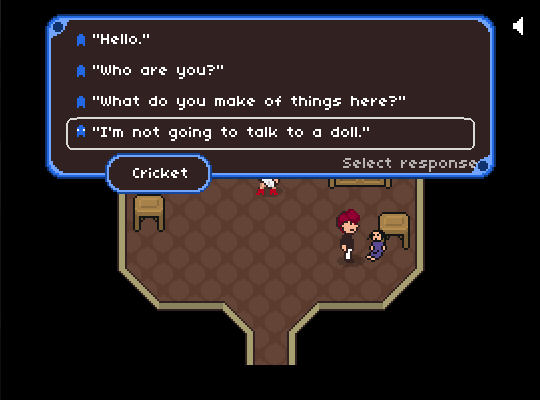 "Hello."
"Who are you?"
"What do you make of things here?"
"I'm not going to talk to a doll."
Select response
Cricket